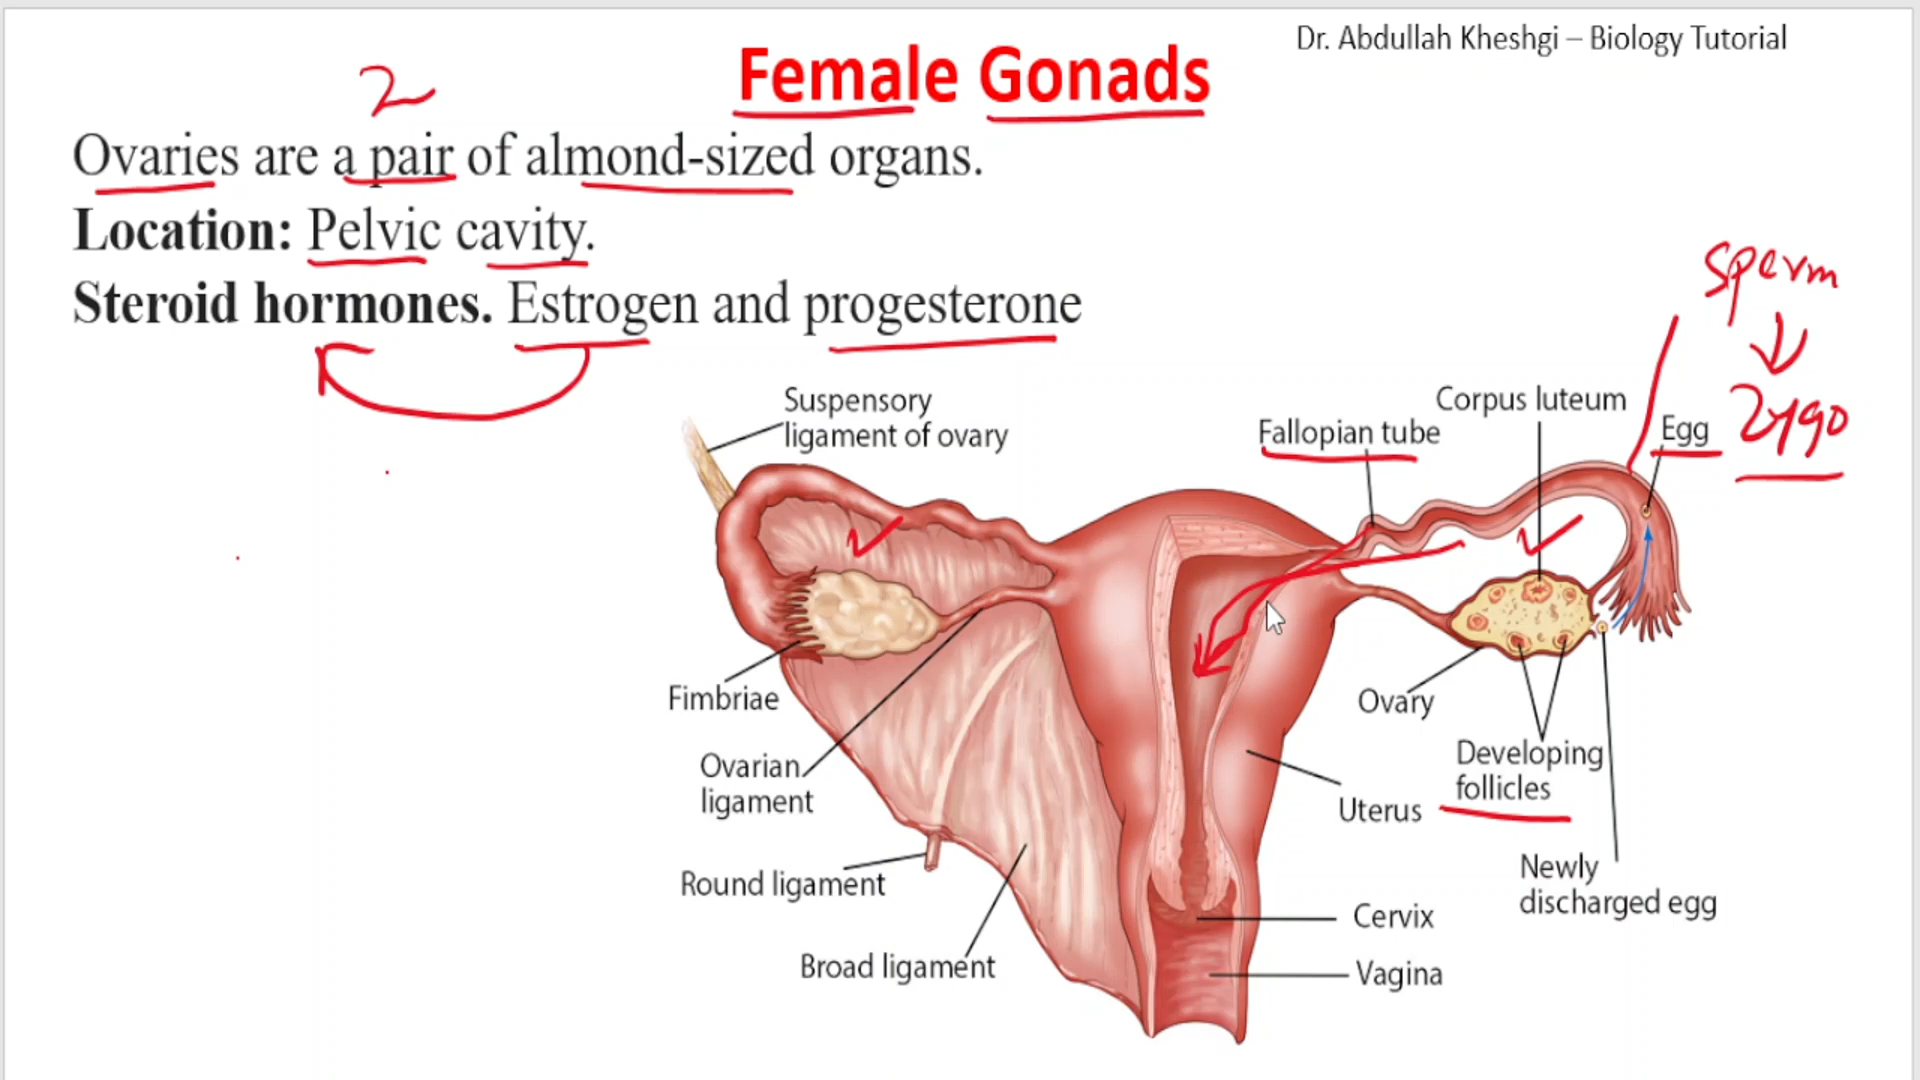 Dr. Abdullah Kheshgi – Biology Tutorial
Female Gonads
2
Ovaries are a pair of almond-sized organs.
Location: Pelvic cavity.
Steroid hormones. Estrogen and progesterone
Sperm
Zygo
Suspensory
ligament of ovary
Corpus luteum
Fallopian tube
Egg
Fimbriae
Ovarian
ligament
Round ligament
Broad ligament
Ovary
Developing
follicles
Uterus
Newly
discharged egg
Cervix
Vagina